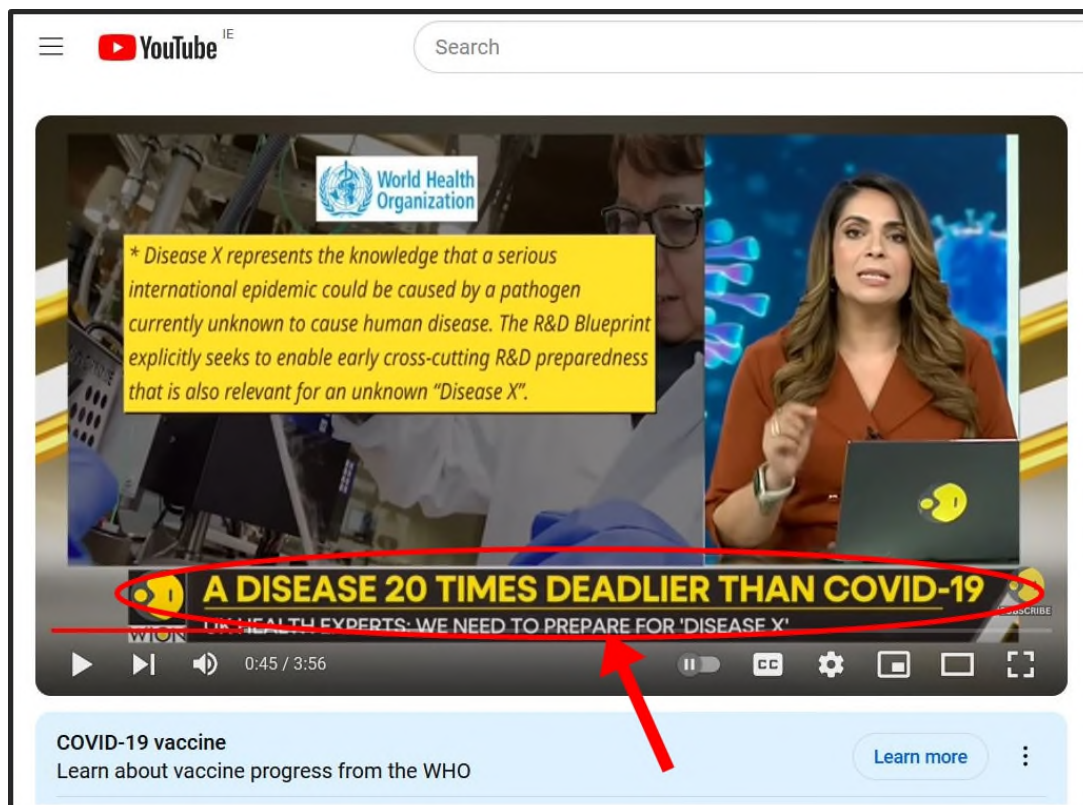 YouTube IE
Search
World Health
Organization
* Disease X represents the knowledge that a serious
international epidemic could be caused by a pathogen
currently unknown to cause human disease. The R&D Blueprint
explicitly seeks to enable early cross-cutting R&D preparedness
that is also relevant for an unknown "Disease X".
A DISEASE 20 TIMES DEADLIER THAN COVID-19
SUBSCRIBE
UK HEALTH EXPERTS: WE NEED TO PREPARE FOR 'DISEASE X'
WION
0:45 / 3:56
CC
COVID-19 vaccine
Learn about vaccine progress from the WHO
Learn more